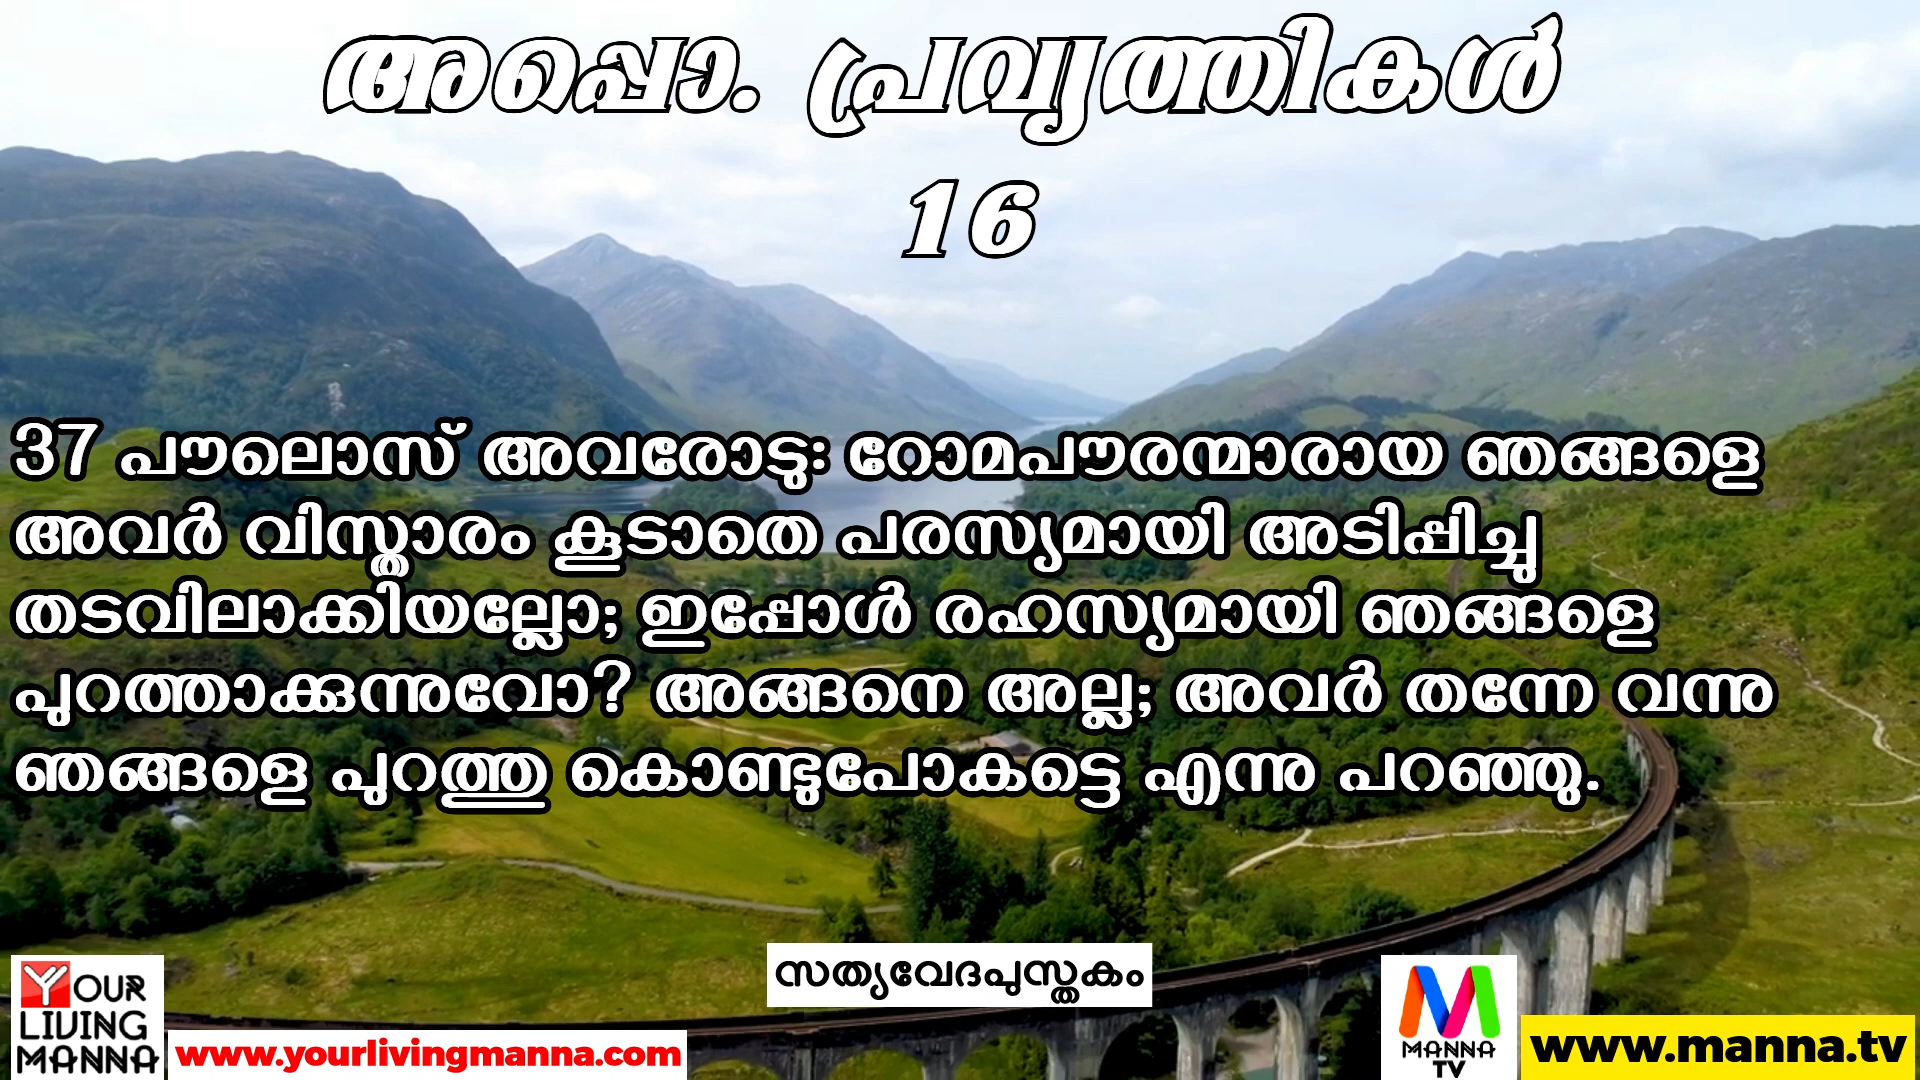 അപ്പൊ. പ്രവൃത്തികൾ
16
37 പൗലൊസ് അവരോടു: റോമപൗരന്മാരായ ഞങ്ങളെ
അവർ വിസ്താരം കൂടാതെ പരസ്യമായി അടിപ്പിച്ചു
തടവിലാക്കിയല്ലോ; ഇപ്പോൾ രഹസ്യമായി ഞങ്ങളെ
പുറത്താക്കുന്നുവോ? അങ്ങനെ അല്ല; അവർ തന്നേ വന്നു
ഞങ്ങളെ പുറത്തു കൊണ്ടുപോകട്ടെ എന്നു പറഞ്ഞു.
സത്യവേദപുസ്തകം
YOUR
LIVING
MANNA
www.yourlivingmanna.com
M
MANNA
TV
www.manna.tv